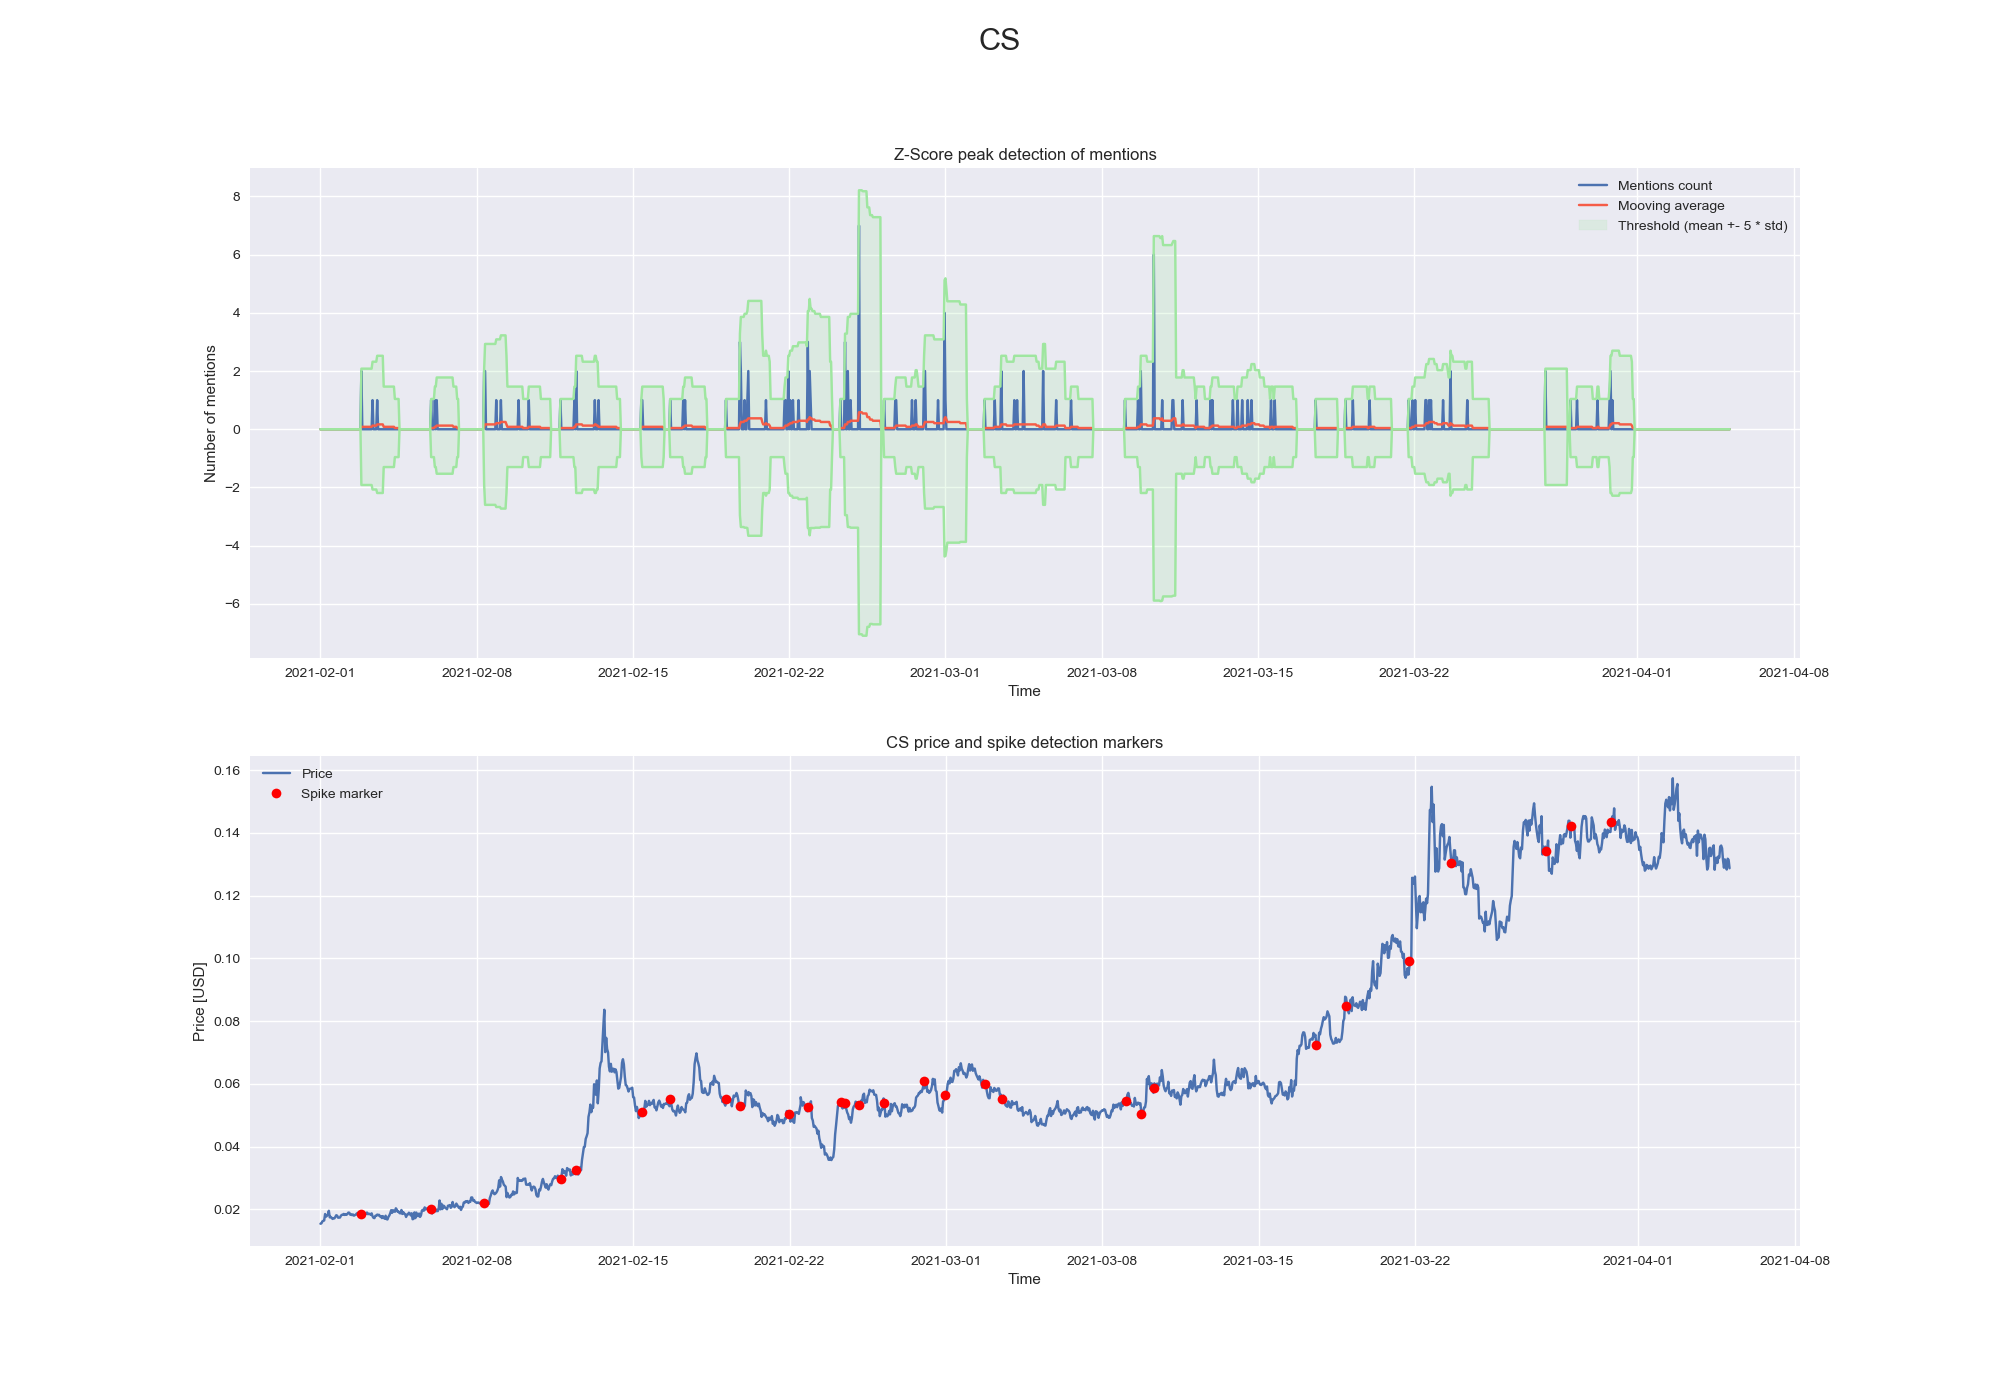 CS
Z-Score peak detection of mentions
Mentions count
Mooving average
Threshold (mean +- 5 * std)
Number of mentions
8
6
4
2
0
−2
−4
−6
2021-02-01 2021-02-08 2021-02-15 2021-02-22 2021-03-01 2021-03-08 2021-03-15 2021-03-22 2021-04-01 2021-04-08
Time
CS price and spike detection markers
Price
Spike marker
Price [USD]
0.16
0.14
0.12
0.10
0.08
0.06
0.04
0.02
2021-02-01 2021-02-08 2021-02-15 2021-02-22 2021-03-01 2021-03-08 2021-03-15 2021-03-22 2021-04-01 2021-04-08
Time